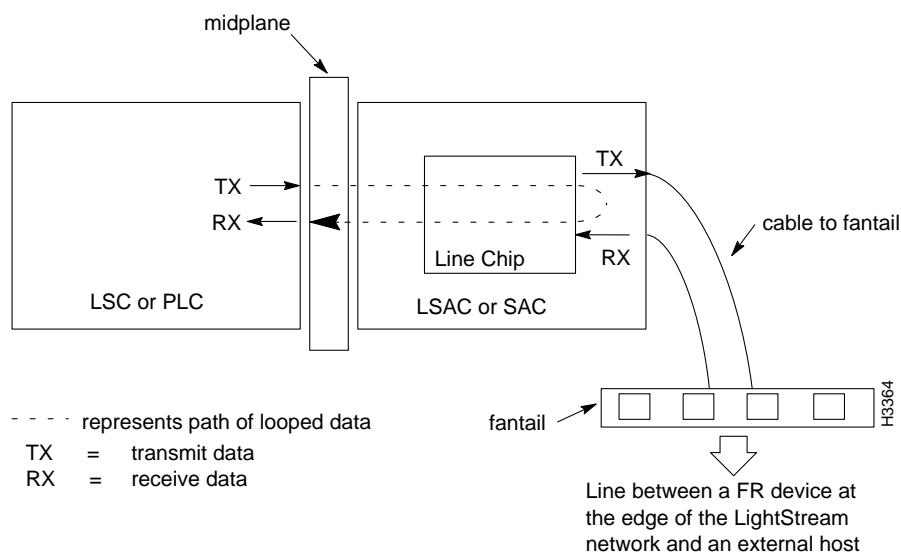 midplane
TX
TX
RX
RX
cable to fantail
Line Chip
LSC or PLC
LSAC or SAC
- - - - - represents path of looped data
fantail
H3364
TX = transmit data
RX = receive data
Line between a FR device at
the edge of the LightStream
network and an external host